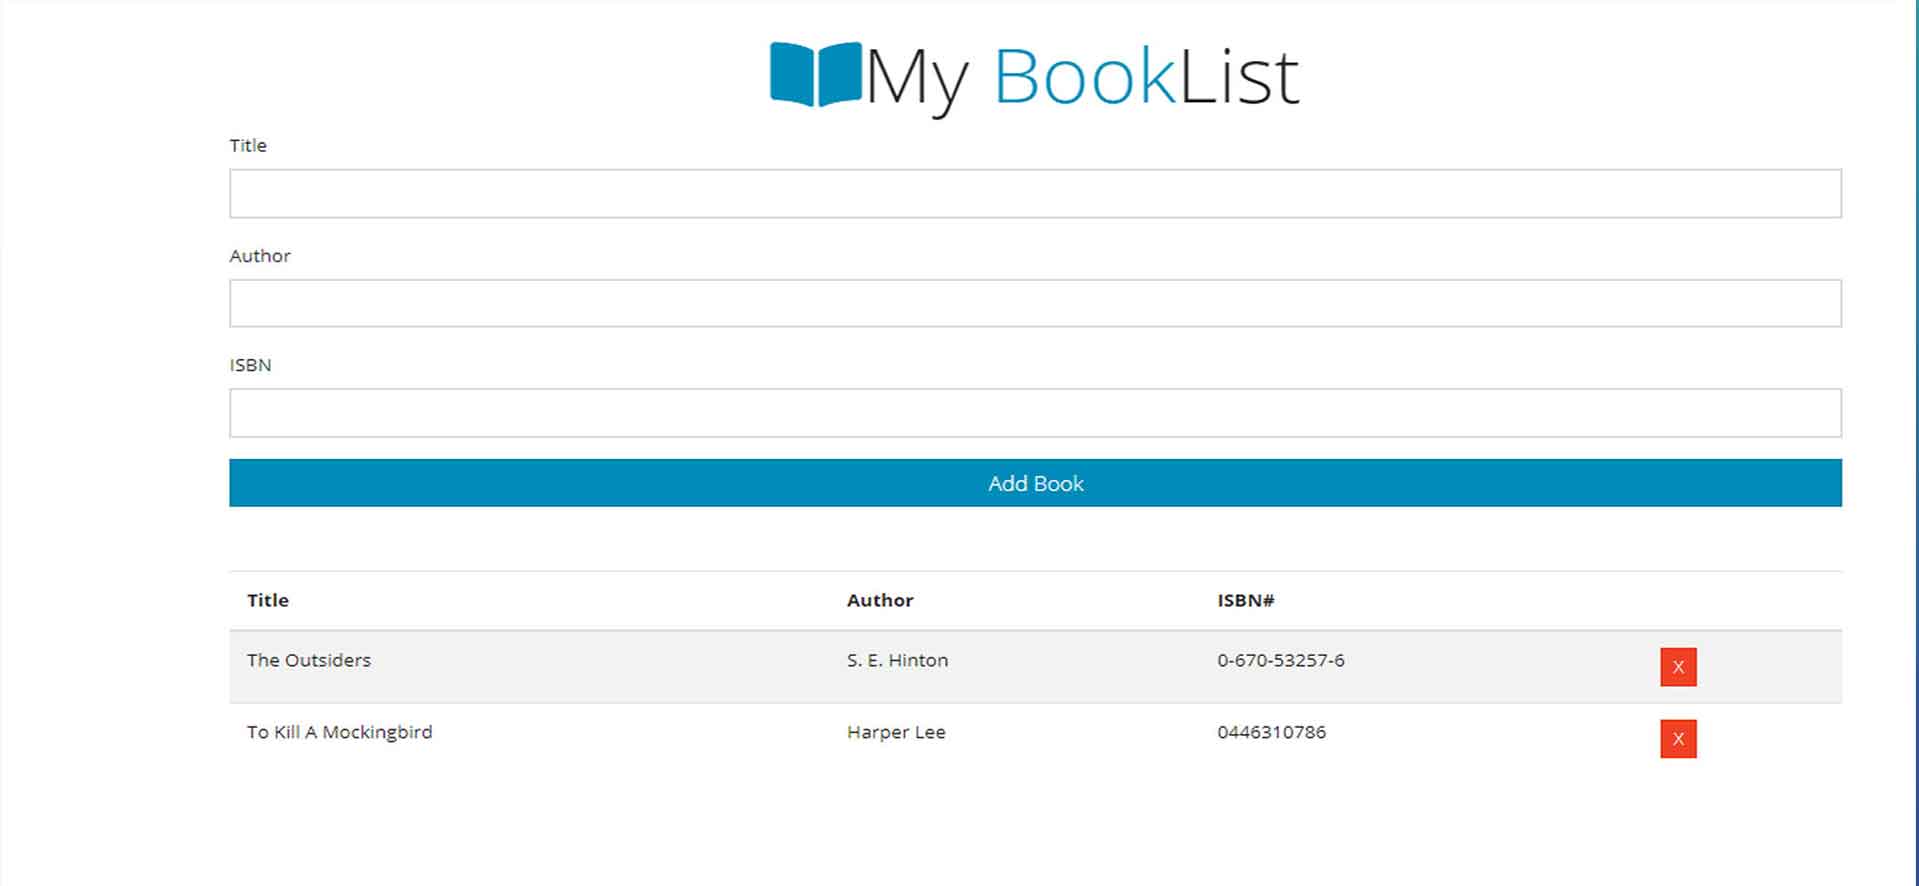 My BookList
Title
Author
ISBN
Add Book
Title Author ISBN#
The Outsiders S. E. Hinton 0-670-53257-6 X
To Kill A Mockingbird Harper Lee 0446310786 X